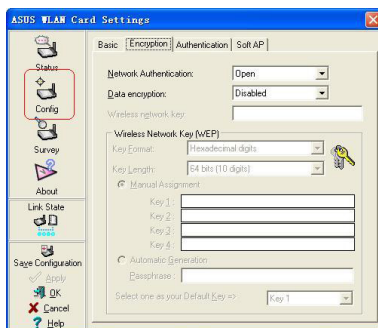 ASUS WLAN Card Settings
Status
Config
Survey
About
Link State
Save Configuration
Apply
OK
Cancel
Help
Basic Encryption Authentication Soft AP
Network Authentication: Open
Data encryption: Disabled
Wireless network key:
Wireless Network Key (WEP)
Key Format: Hexadecimal digits
Key Length: 64 bits (10 digits)
Manual Assignment
Key 1:
Key 2:
Key 3:
Key 4:
Automatic Generation
Passphrase:
Select one as your Default Key => Key 1